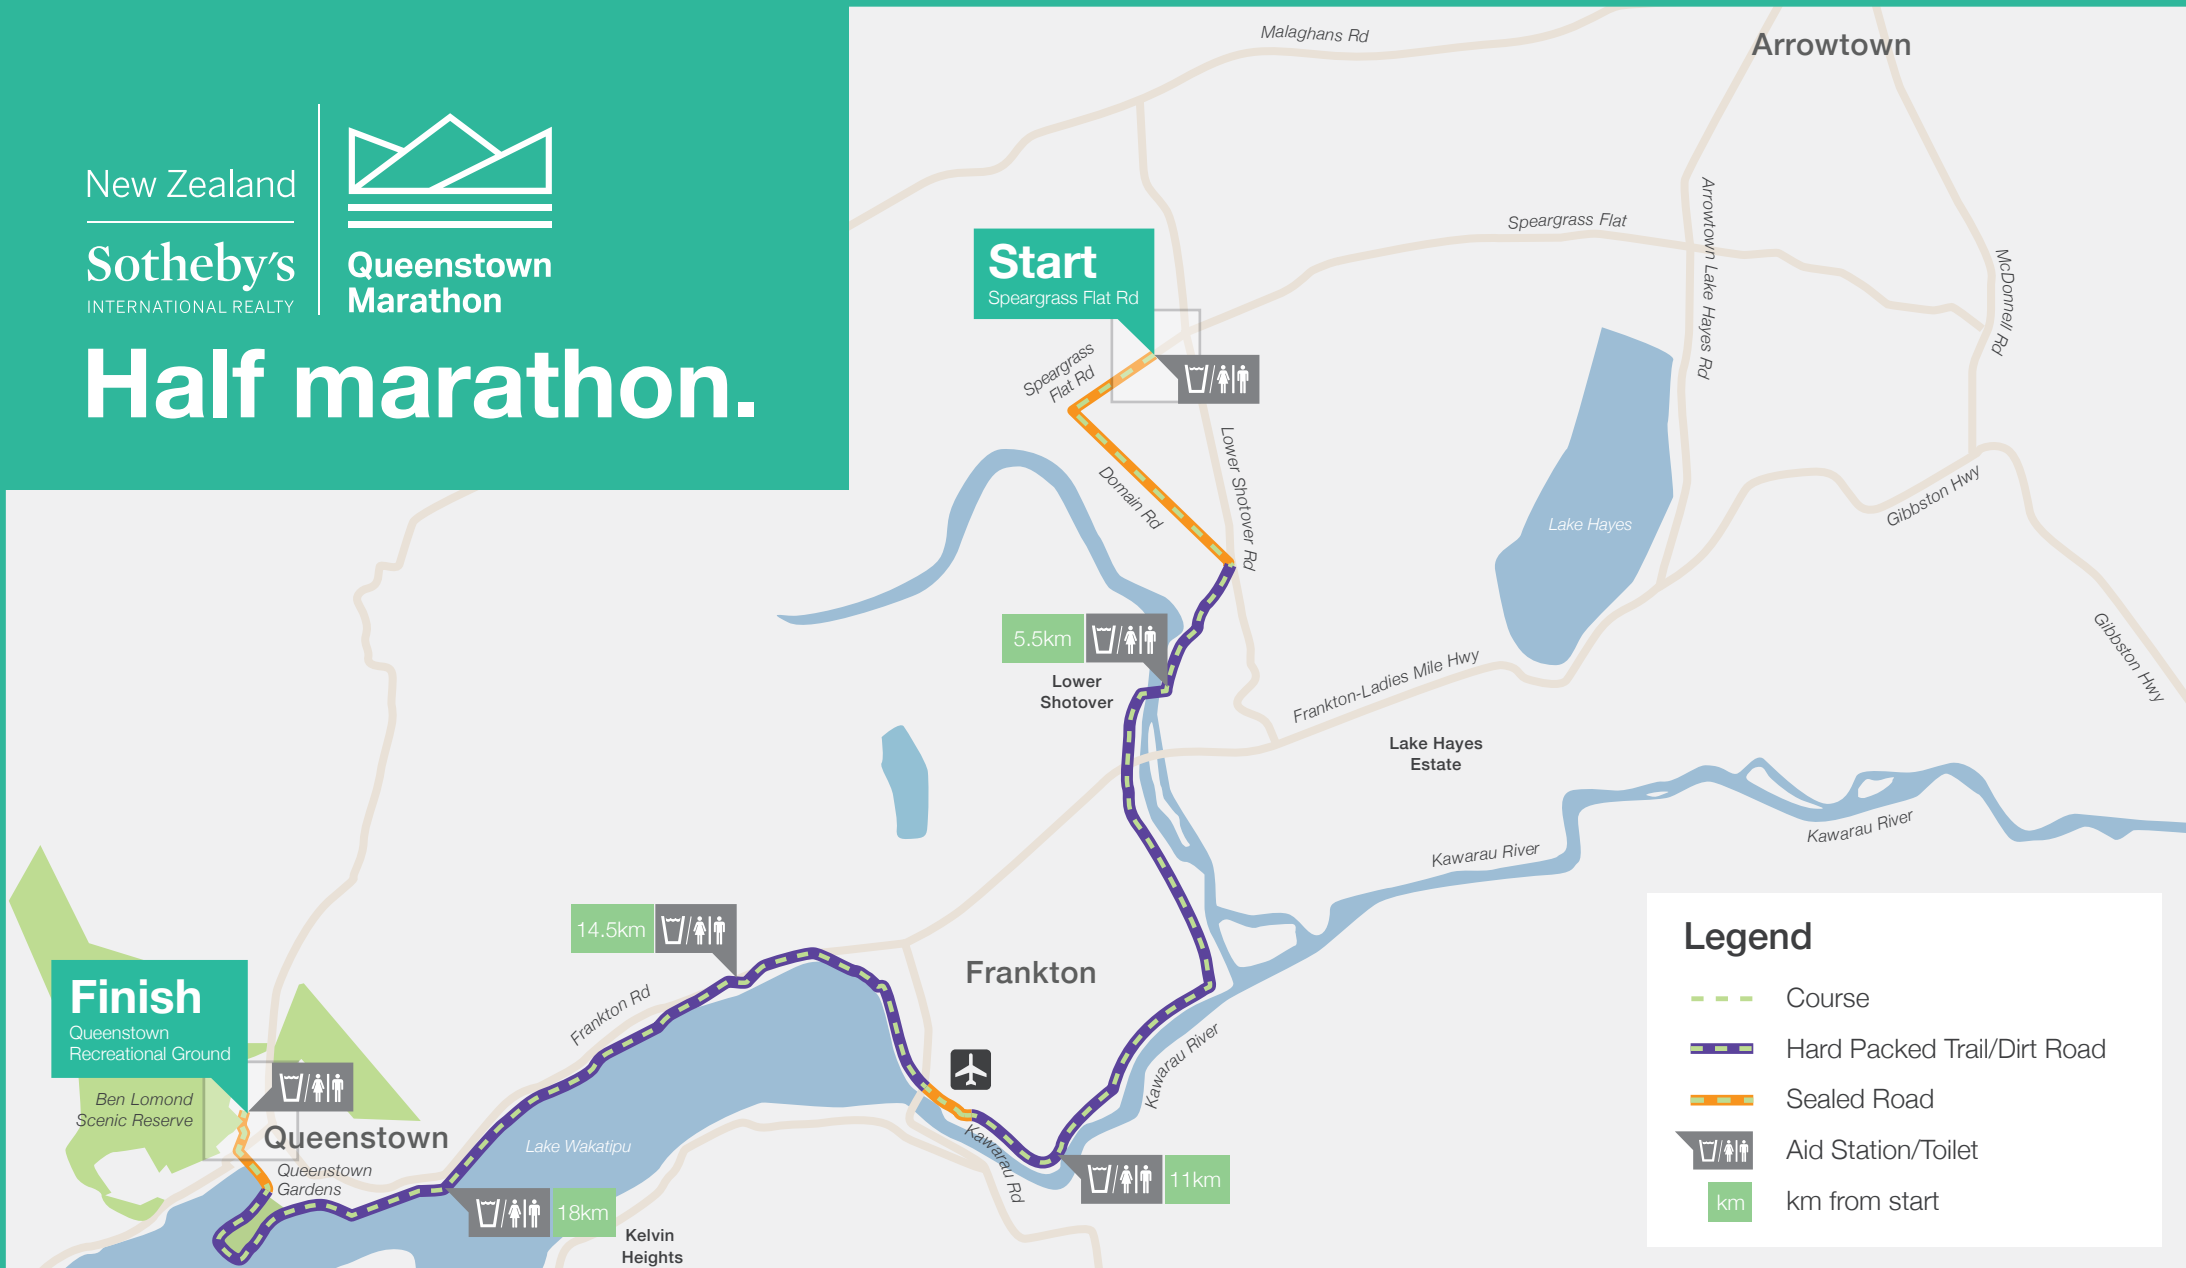 New Zealand
Sotheby's
INTERNATIONAL REALTY
Queenstown
Marathon
Half marathon.
Malaghans Rd
Arrowtown
Speargrass Flat
Arrowtown Lake Hayes Rd
McDonnell Rd
Start
Speargrass Flat Rd
Speargrass
Flat Rd
Domain Rd
Lower Shotover Rd
Lake Hayes
Gibbston Hwy
Gibbston Hwy
5.5km
Lower
Shotover
Frankton-Ladies Mile Hwy
Lake Hayes
Estate
Kawarau River
Kawarau River
14.5km
Frankton
Frankton Rd
Finish
Queenstown
Recreational Ground
Ben Lomond
Scenic Reserve
Queenstown
Queenstown
Gardens
Lake Wakatipu
Kawarau River
Kawarau Rd
11km
18km
Kelvin
Heights
Legend
Course
Hard Packed Trail/Dirt Road
Sealed Road
Aid Station/Toilet
km
km from start